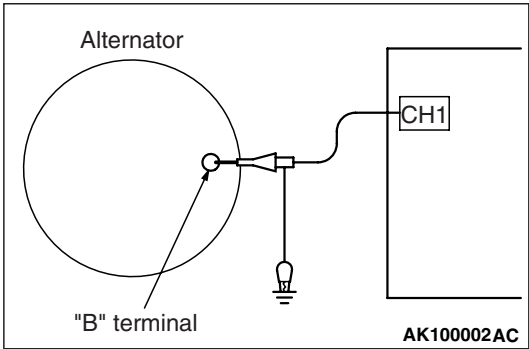 Alternator
CH1
"B" terminal
AK100002AC